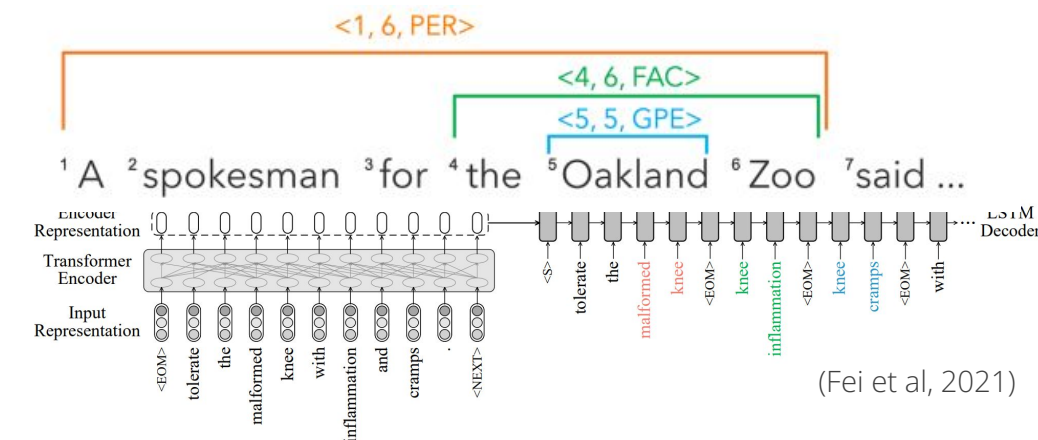 <1, 6, PER>
<4, 6, FAC>
<5, 5, GPE>
1 A 2 spokesman 3 for 4 the 5 Oakland 6 Zoo 7 said ...
Encoder
Representation
Transformer
Encoder
Input
Representation
<EOM> tolerate the malformed knee with inflammation and cramps . <NEXT>
... LSTM
Decoder
<S> tolerate the malformed knee <EOM> knee inflammation <EOM> knee cramps <EOM> with
(Fei et al, 2021)